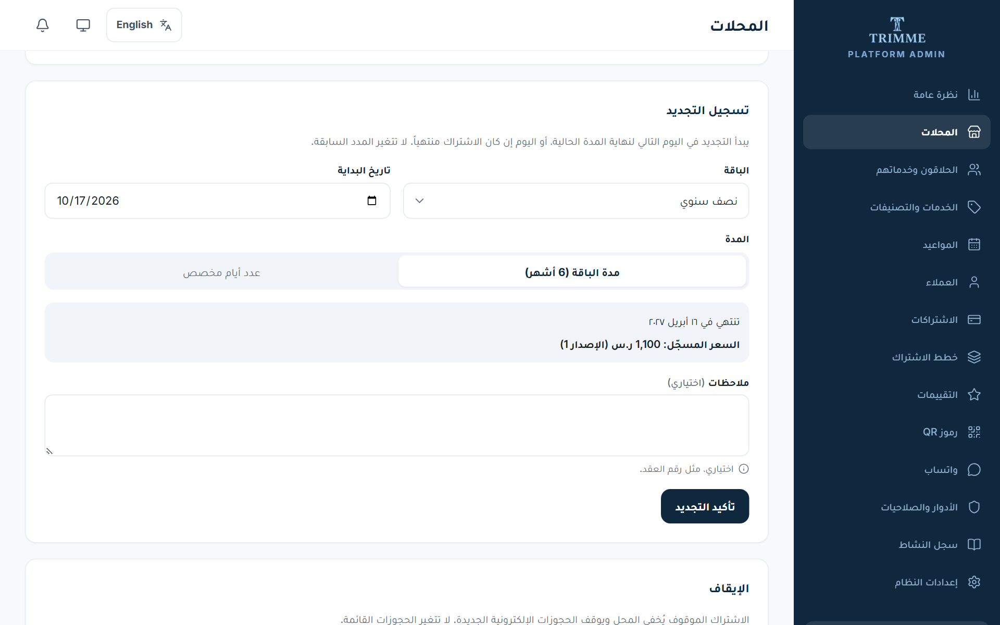 TRIMME
PLATFORM ADMIN
نظرة عامة
المحلات
الحلاقون وخدماتهم
الخدمات والتصنيفات
المواعيد
العملاء
الاشتراكات
خطط الاشتراك
التقييمات
رموز QR
واتساب
الأدوار والصلاحيات
سجل النشاط
إعدادات النظام
المحلات
English
تسجيل التجديد
يبدأ التجديد في اليوم التالي لنهاية المدة الحالية، أو اليوم إن كان الاشتراك منتهياً. لا تتغير المدد السابقة.
الباقة
نصف سنوي
تاريخ البداية
10/17/2026
المدة
مدة الباقة (6 أشهر)
عدد أيام مخصص
تنتهي في ١٦ أبريل ٢٠٢٧
السعر المسجّل: 1,100 ر.س (الإصدار 1)
ملاحظات (اختياري)
اختياري، مثل رقم العقد.
تأكيد التجديد
الإيقاف
الاشتراك الموقوف يُخفي المحل ويوقف الحجوزات الإلكترونية الجديدة. لا تتغير الحجوزات القائمة.